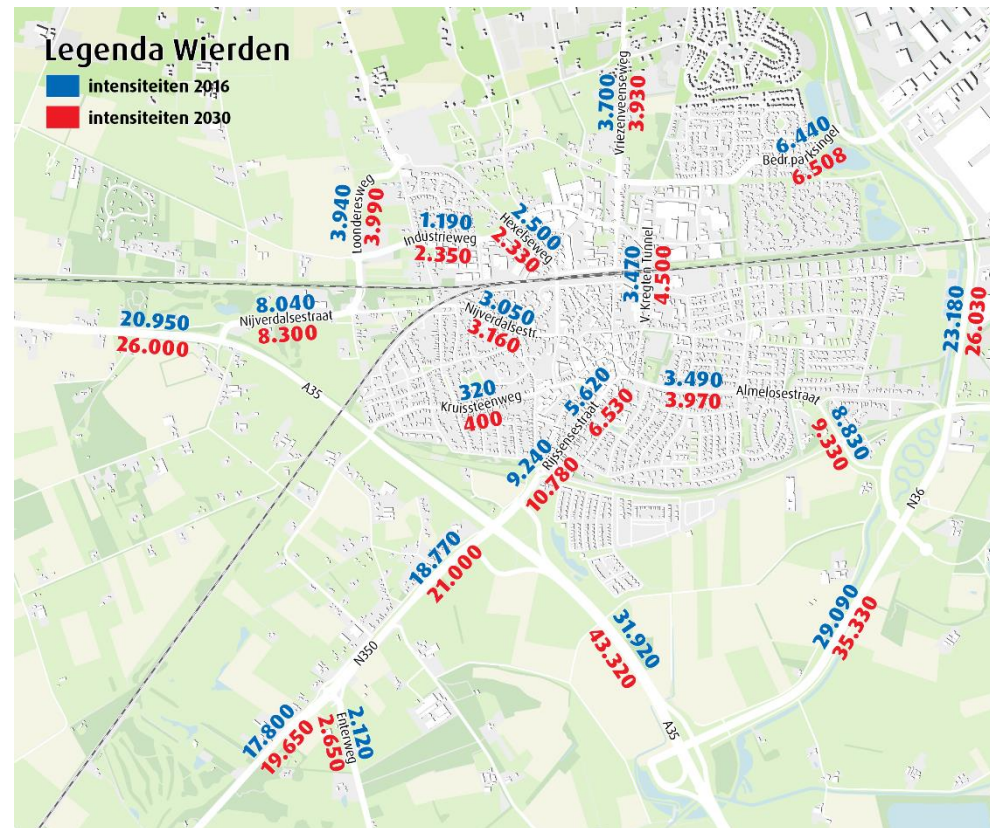 Legenda Wierden
intensiteiten 2016
intensiteiten 2030
3.700
Vriezenveenseweg
3.930
6.440
Bedr.parksingel
6.508
3.940
Loonderesweg
3.990
1.190
Industrieweg
2.350
2.500
Hexelseweg
2.330
3.470
V. Kregten Tunnel
4.500
23.180
26.030
20.950
26.000
8.040
Nijverdalsestraat
8.300
3.050
Nijverdalsestr.
3.160
A35
320
Kruissteenweg
400
5.620
Rijssensestraat
6.530
3.490
3.970
Almelosestraat
8.830
9.330
9.240
10.780
N36
18.770
21.000
31.920
43.320
29.090
35.330
N350
17.800
19.650
2.120
Enterweg
2.650
A35